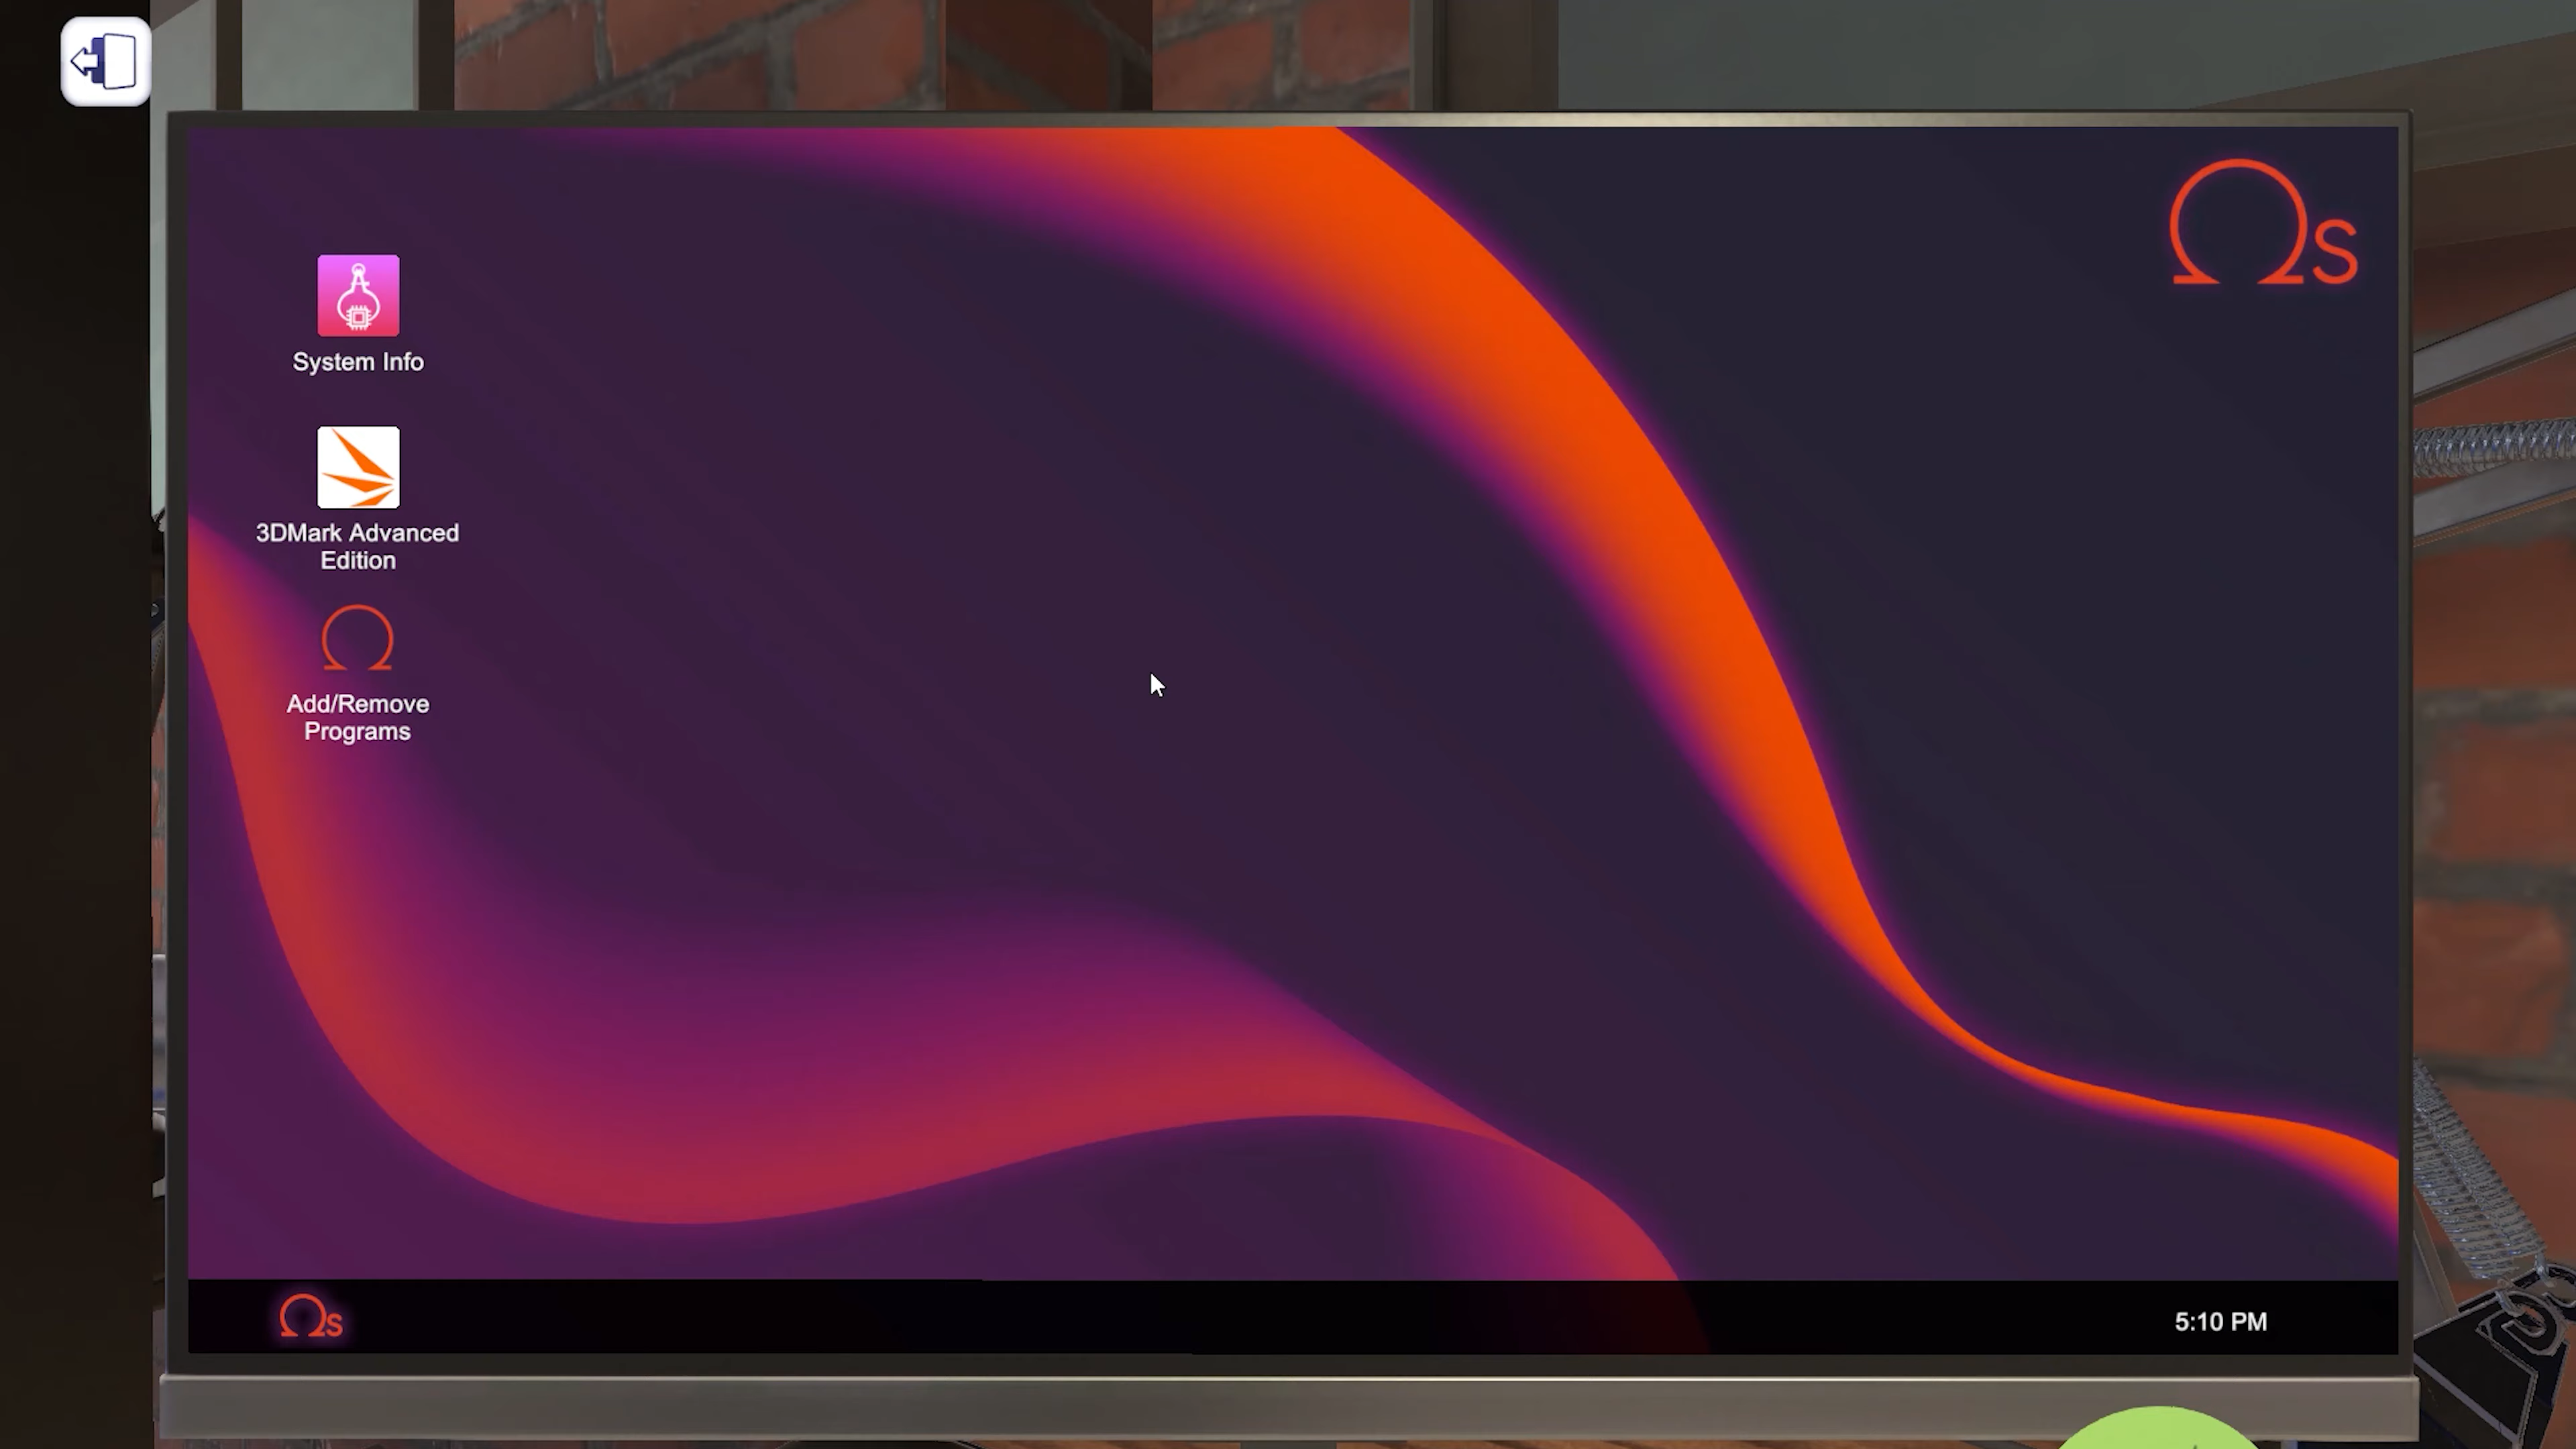 Ωs
System Info
3DMark Advanced
Edition
Add/Remove
Programs
Ωs
5:10 PM